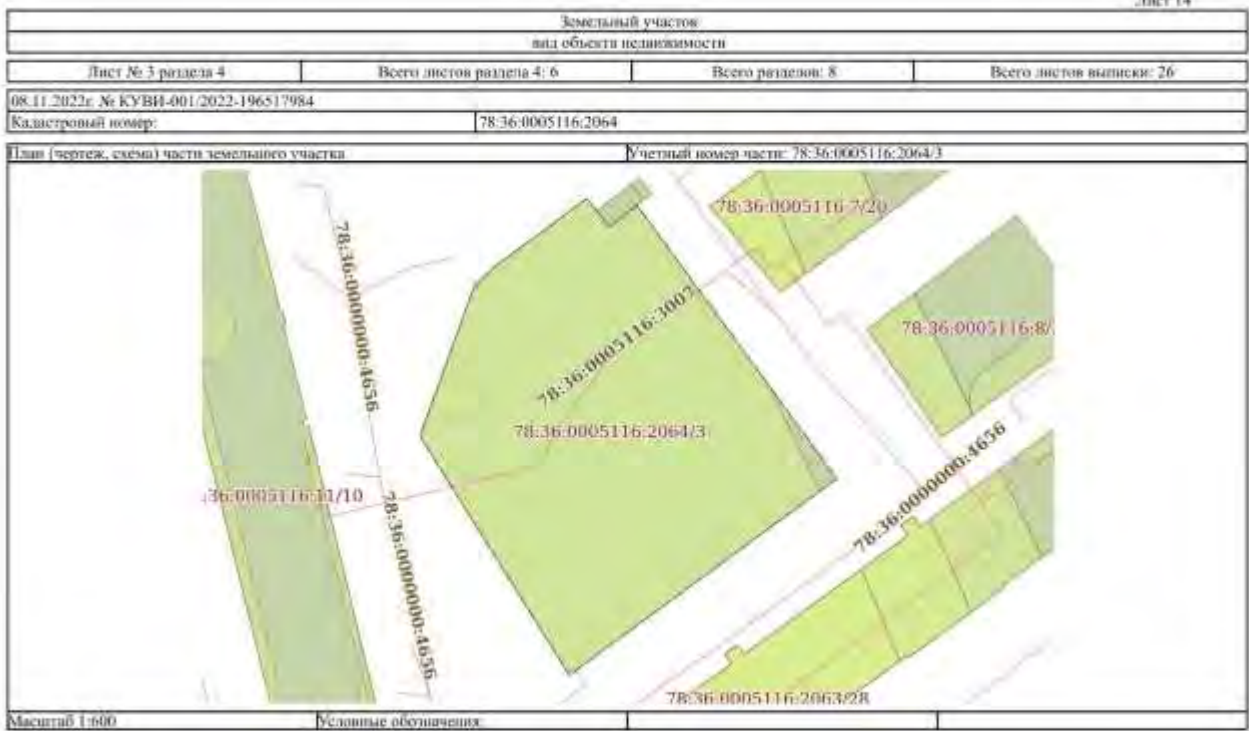 Лист 14
Земельный участок
вид объекта недвижимости
Лист № 3 раздела 4 Всего листов раздела 4: 6 Всего разделов: 8 Всего листов выписки: 26
08.11.2022г. № КУВИ-001/2022-196517984
Кадастровый номер: 78:36:0005116:2064
План (чертеж, схема) части земельного участка Учетный номер части: 78:36:0005116:2064/3
78:36:0005116:7/20
78:36:0000000:4656
78:36:0005116:3007
78:36:0005116:8/
78:36:0005116:2064/3
:36:0005116:11/10
78:36:0000000:4656
78:36:0000000:4656
78:36:0005116:2063/28
Масштаб 1:600 Условные обозначения: